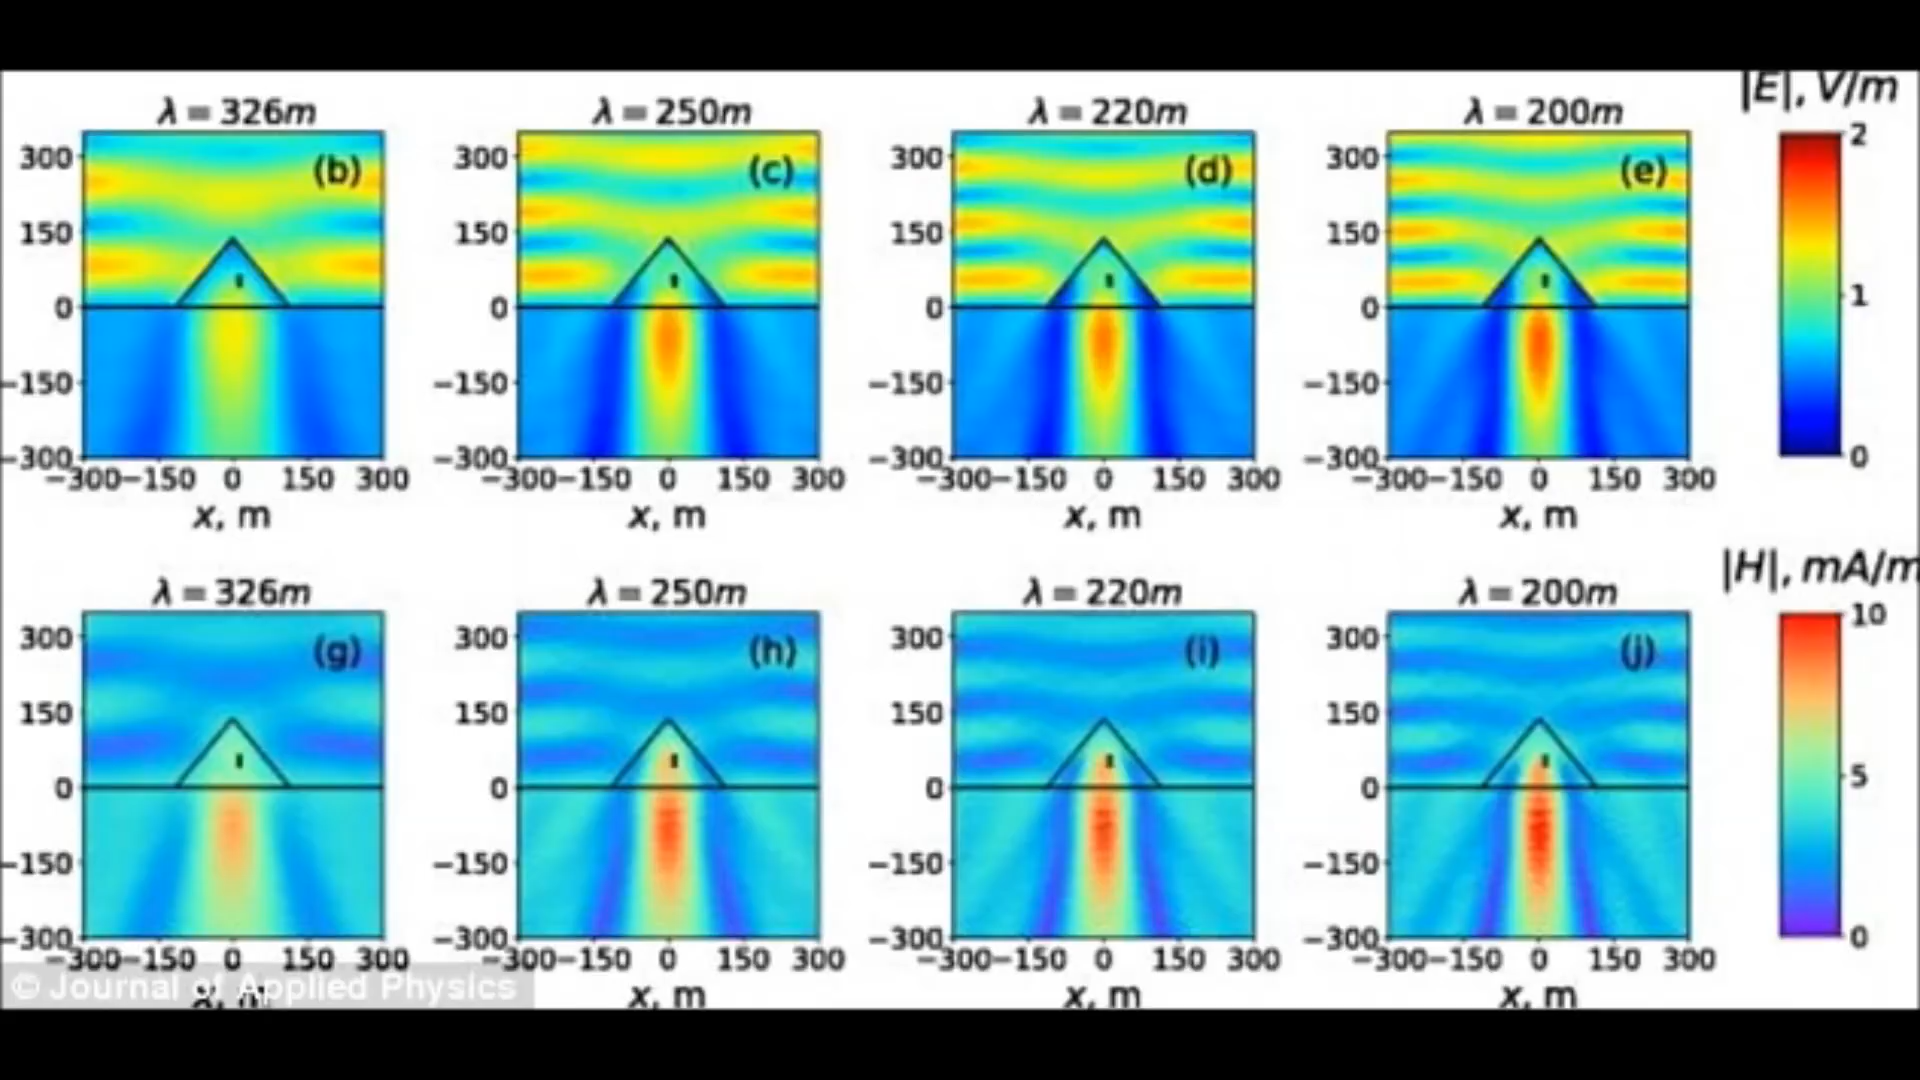 |E|, V/m
λ = 326m λ = 250m λ = 220m λ = 200m
300 (b) 300 (c) 300 (d) 300 (e) 2
150 150 150 150
0 0 0 0 1
−150 −150 −150 −150
−300 −300 −300 −300 0
−300 −150 0 150 300 −300 −150 0 150 300 −300 −150 0 150 300 −300 −150 0 150 300
x, m x, m x, m x, m
|H|, mA/m
λ = 326m λ = 250m λ = 220m λ = 200m
300 (g) 300 (h) 300 (i) 300 (j) 10
150 150 150 150
0 0 0 0 5
−150 −150 −150 −150
−300 −300 −300 −300 0
−300 −150 0 150 300 −300 −150 0 150 300 −300 −150 0 150 300 −300 −150 0 150 300
© Journal of Applied Physics
x, m x, m x, m